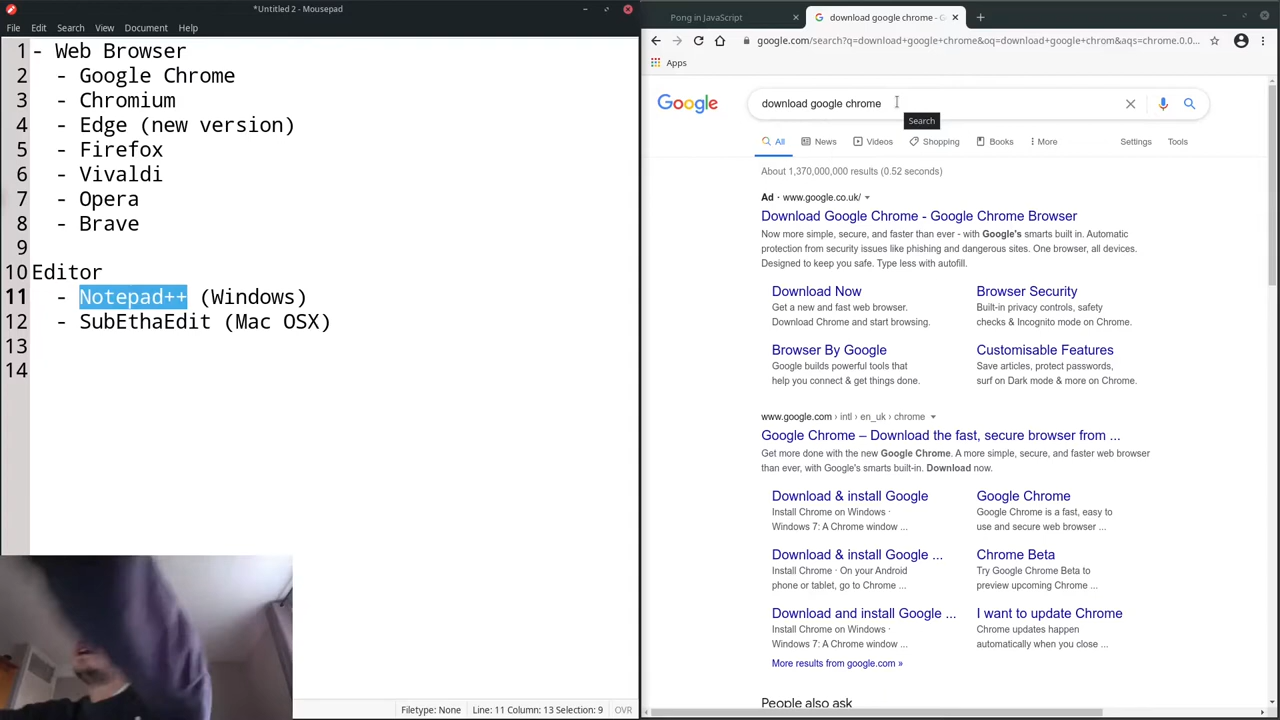 *Untitled 2 - Mousepad
File Edit Search View Document Help
1 - Web Browser
2 - Google Chrome
3 - Chromium
4 - Edge (new version)
5 - Firefox
6 - Vivaldi
7 - Opera
8 - Brave
9
10 Editor
11 - Notepad++ (Windows)
12 - SubEthaEdit (Mac OSX)
13
14
Filetype: None Line: 11 Column: 13 Selection: 9 OVR
Pong in JavaScript
download google chrome - G
google.com/search?q=download+google+chrome&oq=download+google+chrom&aqs=chrome.0.0...
Apps
Google
download google chrome
Search
All News Videos Shopping Books More Settings Tools
About 1,370,000,000 results (0.52 seconds)
Ad · www.google.co.uk/
Download Google Chrome - Google Chrome Browser
Now more simple, secure, and faster than ever - with Google's smarts built in. Automatic
protection from security issues like phishing and dangerous sites. One browser, all devices.
Designed to keep you safe. Type less with autofill.
Download Now
Get a new and fast web browser.
Download Chrome and start browsing.
Browser Security
Built-in privacy controls, safety
checks & Incognito mode on Chrome.
Browser By Google
Google builds powerful tools that
help you connect & get things done.
Customisable Features
Save articles, protect passwords,
surf on Dark mode & more on Chrome.
www.google.com › intl › en_uk › chrome
Google Chrome – Download the fast, secure browser from ...
Get more done with the new Google Chrome. A more simple, secure, and faster web browser
than ever, with Google's smarts built-in. Download now.
Download & install Google
Install Chrome on Windows ·
Windows 7: A Chrome window ...
Google Chrome
Google Chrome is a fast, easy to
use and secure web browser ...
Download & install Google ...
Install Chrome · On your Android
phone or tablet, go to Chrome ...
Chrome Beta
Try Google Chrome Beta to
preview upcoming Chrome ...
Download and install Google ...
Install Chrome on Windows ·
Windows 7: A Chrome window ...
I want to update Chrome
Chrome updates happen
automatically when you close ...
More results from google.com »
People also ask